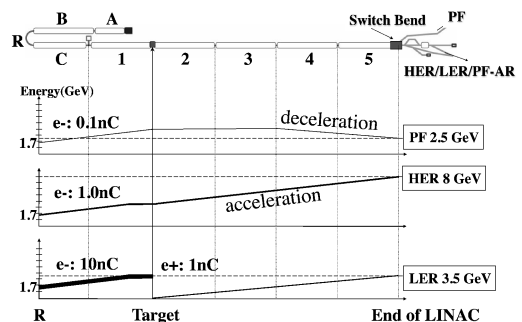 B A
Switch Bend
PF
R
C 1 2 3 4 5
HER/LER/PF-AR
Energy(GeV)
e-: 0.1nC
deceleration
1.7
PF 2.5 GeV
HER 8 GeV
e-: 1.0nC
acceleration
1.7
e-: 10nC
e+: 1nC
LER 3.5 GeV
1.7
R Target End of LINAC